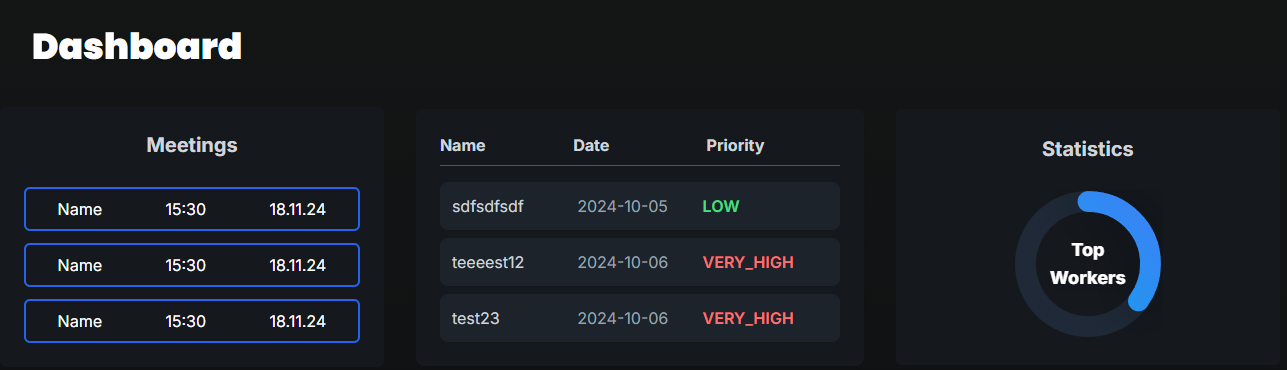 Dashboard
Meetings
Name 15:30 18.11.24
Name 15:30 18.11.24
Name 15:30 18.11.24
Name Date Priority
sdfsdfsdf 2024-10-05 LOW
teeeest12 2024-10-06 VERY_HIGH
test23 2024-10-06 VERY_HIGH
Statistics
Top
Workers